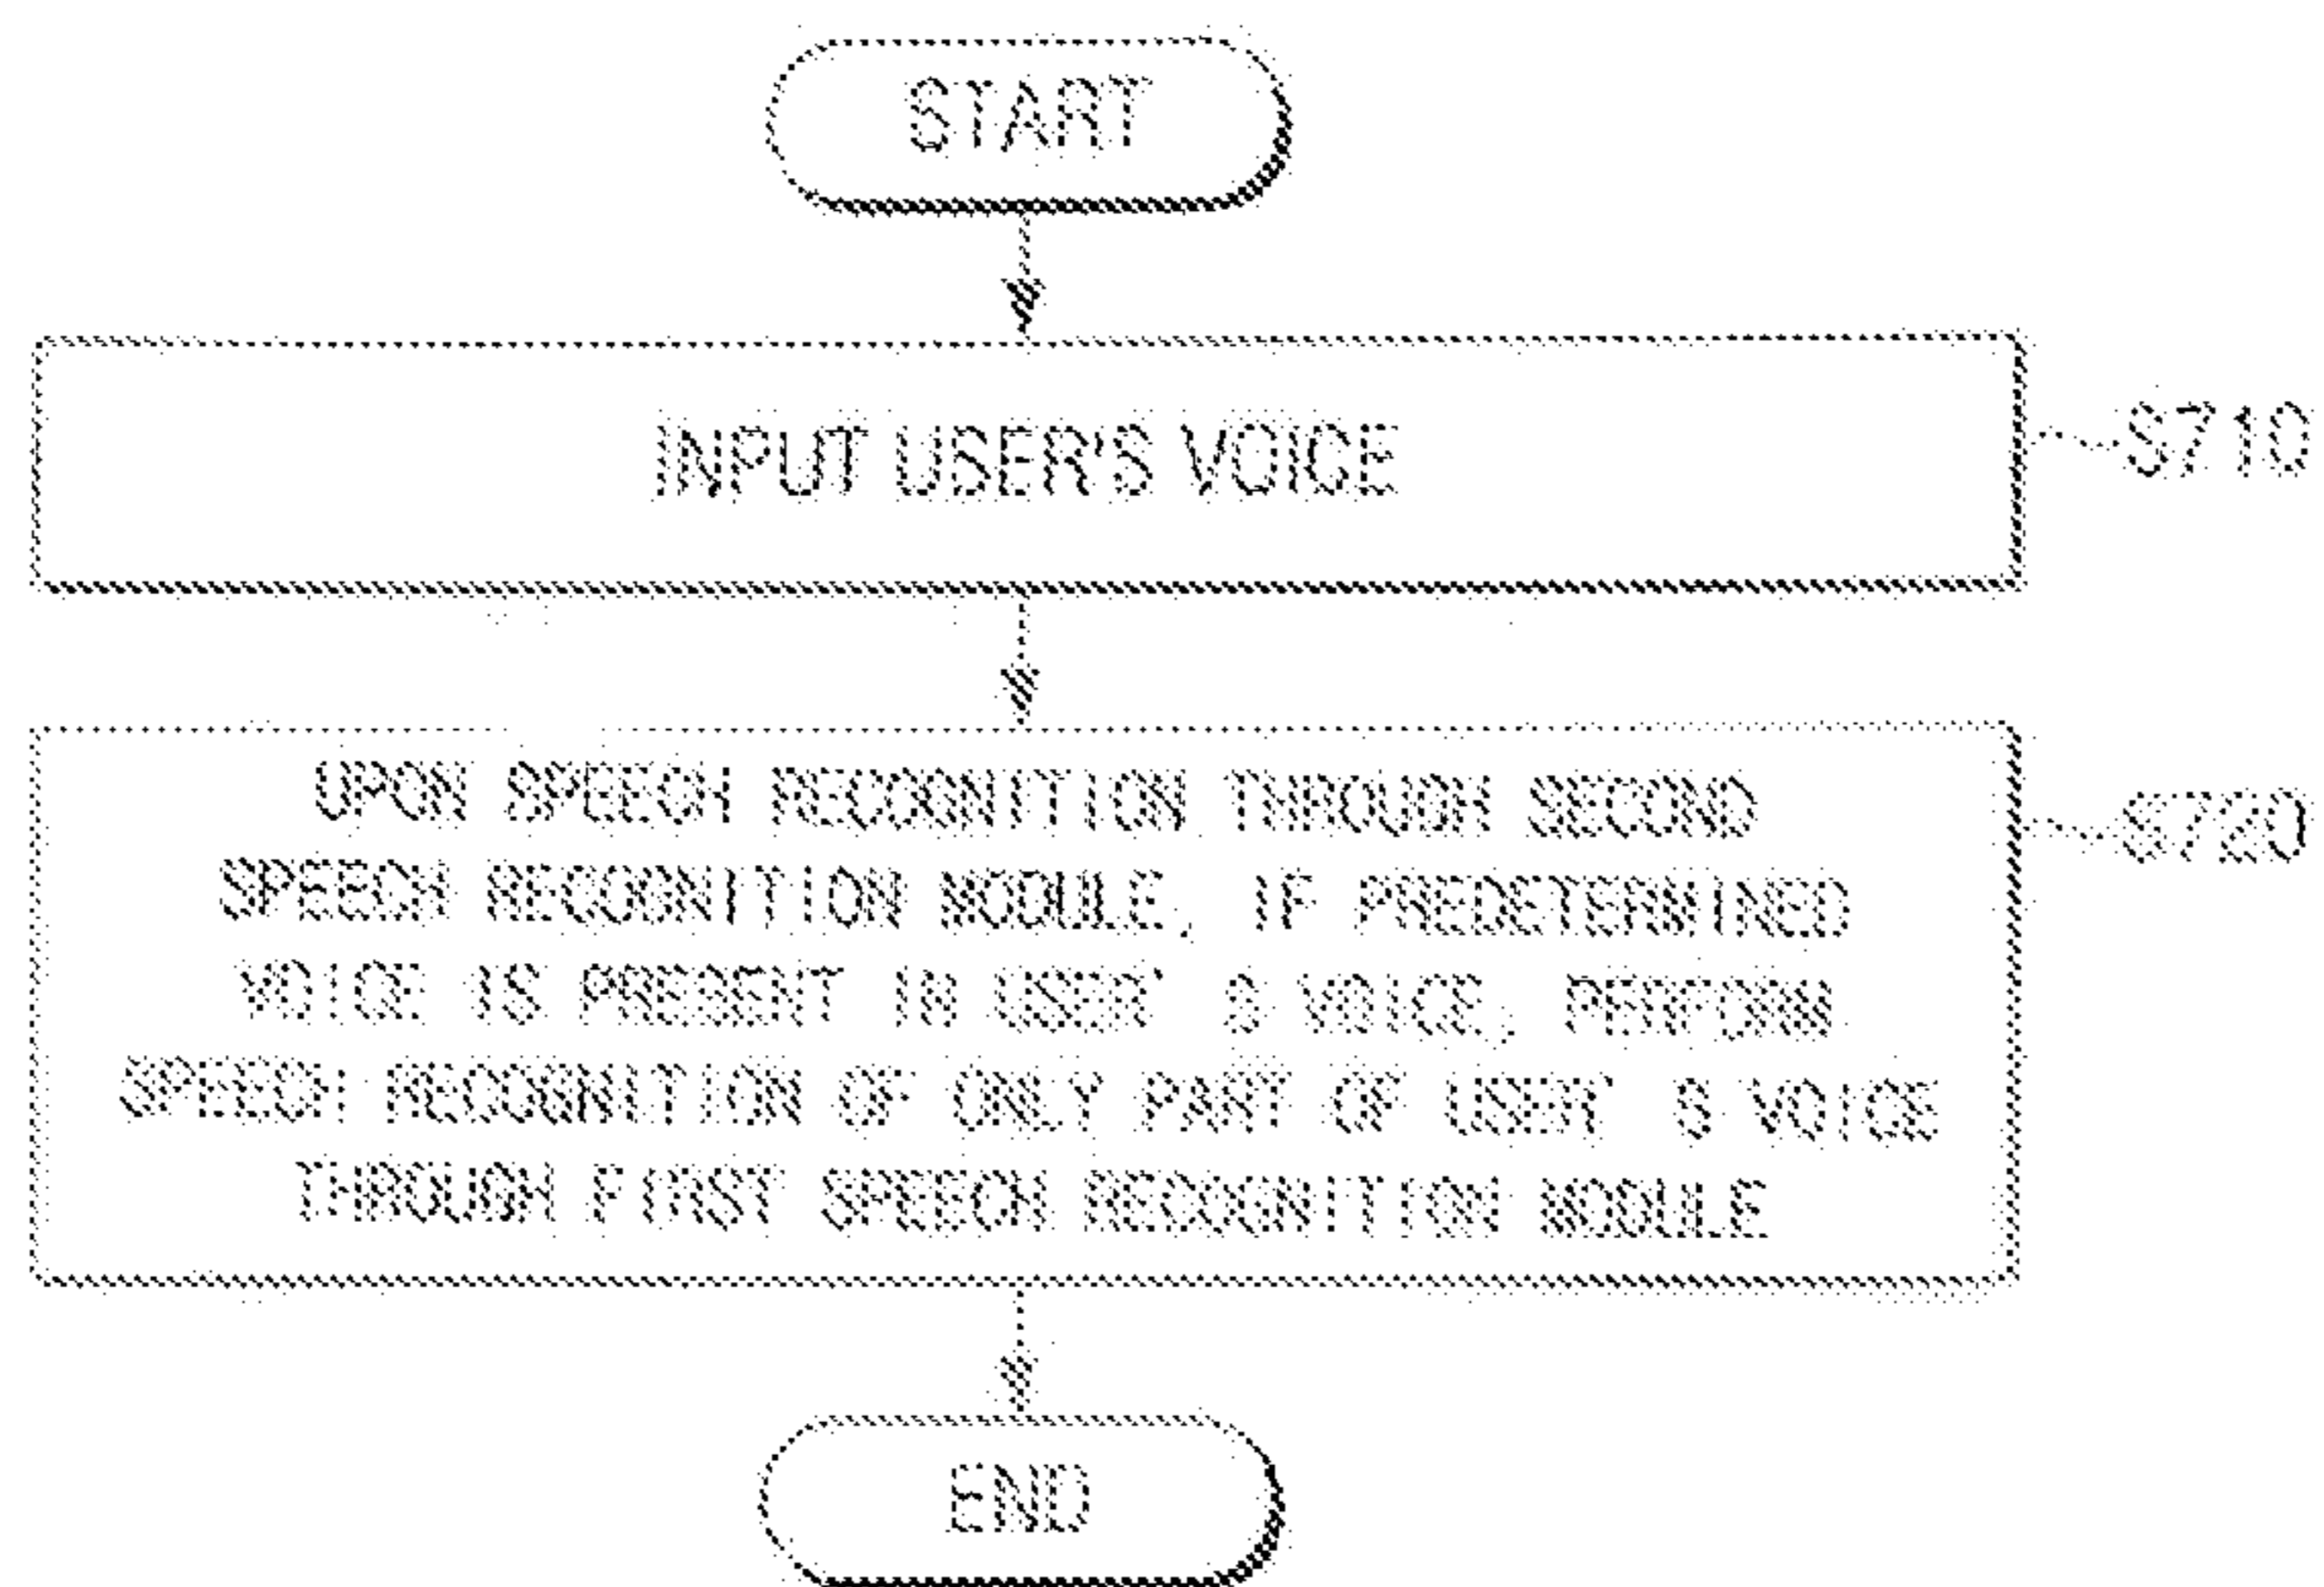 START
INPUT USER'S VOICE
S710
UPON SPEECH RECOGNITION THROUGH SECOND
SPEECH RECOGNITION MODULE, IF PREDETERMINED
VOICE IS PRESENT IN USER' S VOICE, PERFORM
SPEECH RECOGNITION OF ONLY PART OF USER' S VOICE
THROUGH FIRST SPEECH RECOGNITION MODULE
S720
END